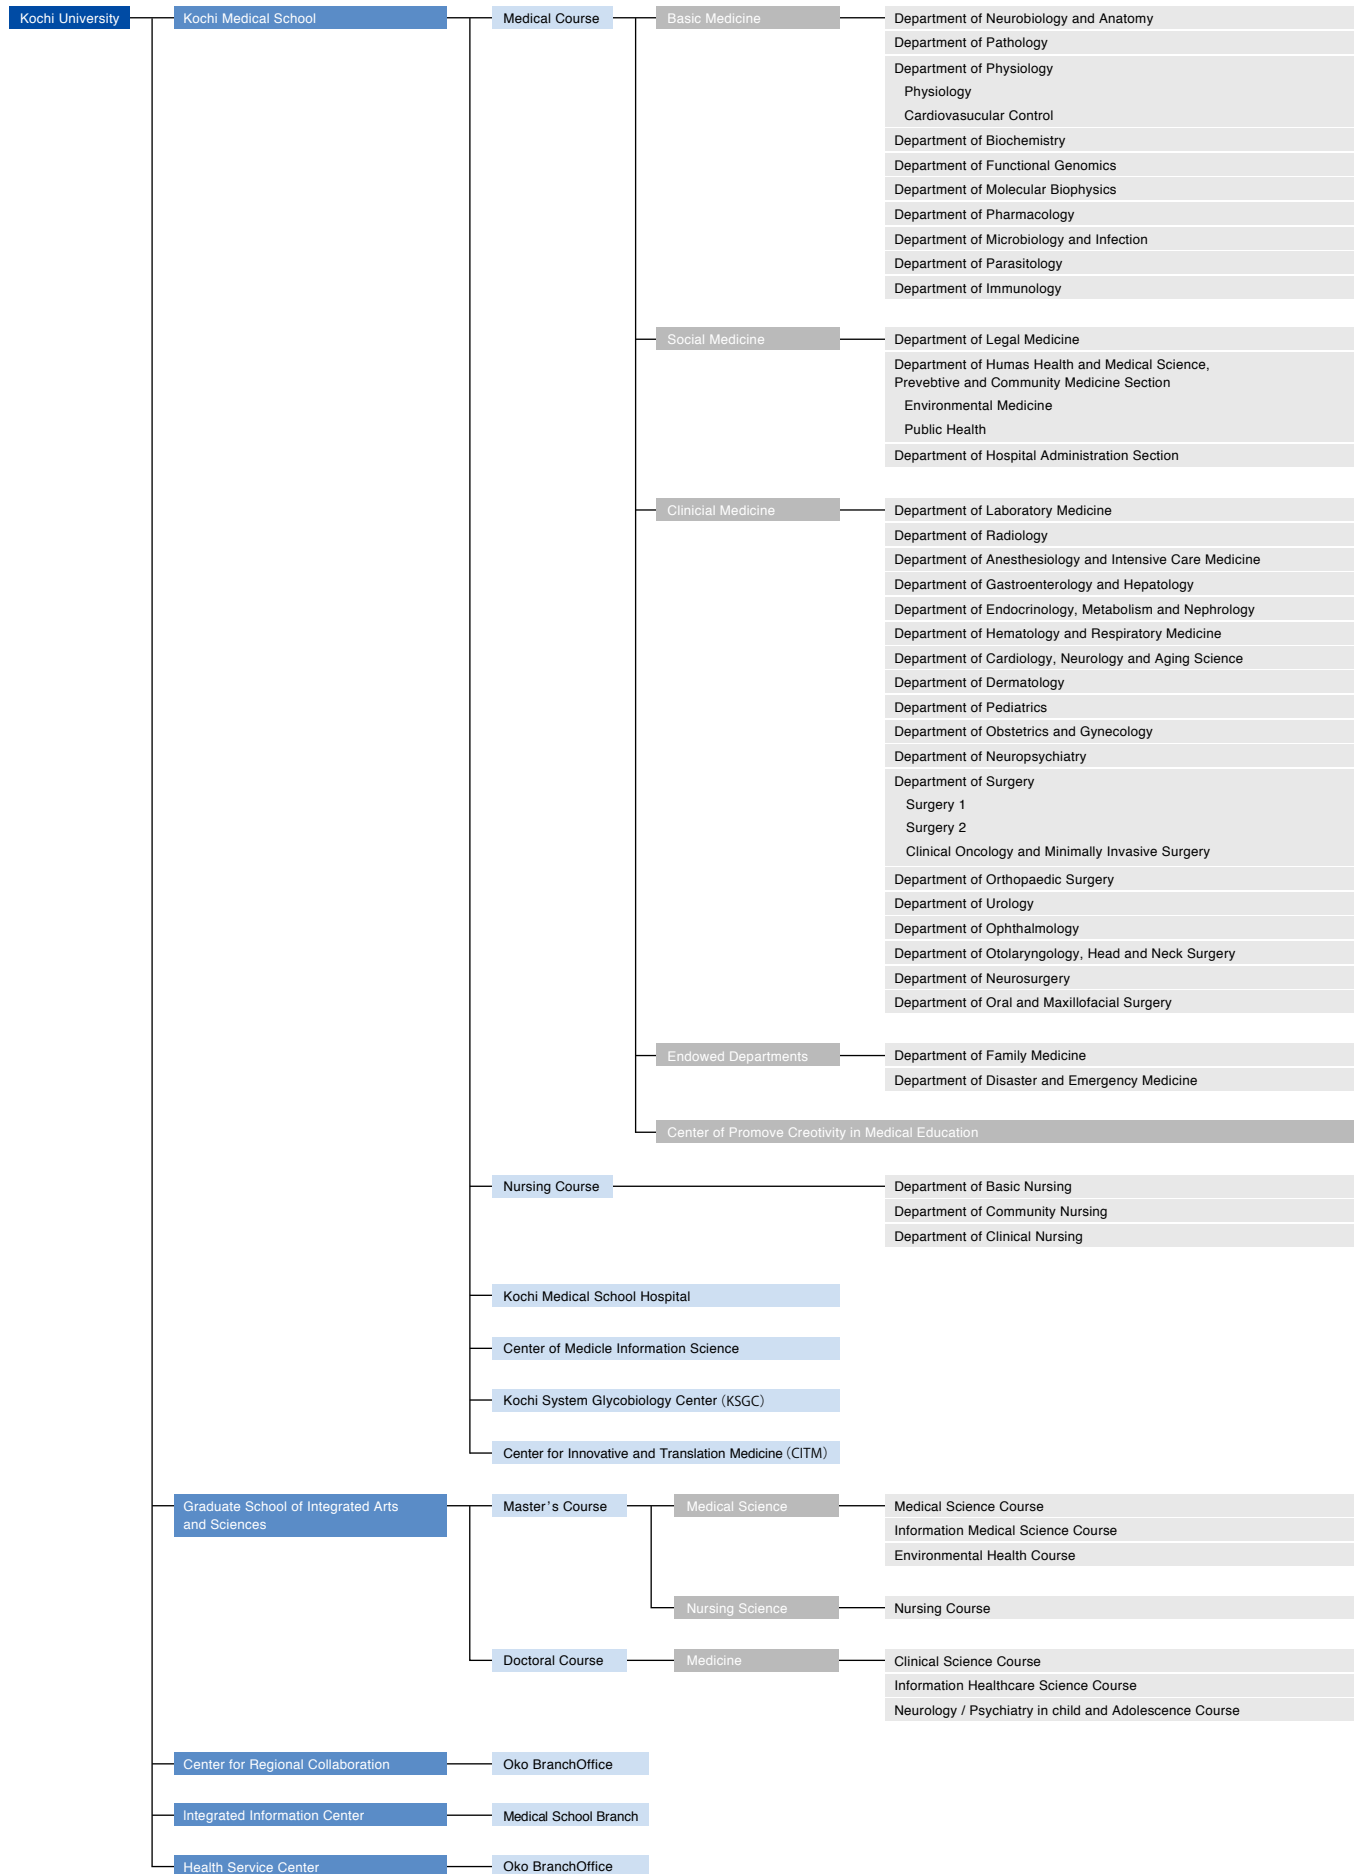 Kochi University
Kochi Medical School
Medical Course
Basic Medicine
Department of Neurobiology and Anatomy
Department of Pathology
Department of Physiology
Physiology
Cardiovasucular Control
Department of Biochemistry
Department of Functional Genomics
Department of Molecular Biophysics
Department of Pharmacology
Department of Microbiology and Infection
Department of Parasitology
Department of Immunology
Social Medicine
Department of Legal Medicine
Department of Humas Health and Medical Science,
Prevebtive and Community Medicine Section
Environmental Medicine
Public Health
Department of Hospital Administration Section
Clinicial Medicine
Department of Laboratory Medicine
Department of Radiology
Department of Anesthesiology and Intensive Care Medicine
Department of Gastroenterology and Hepatology
Department of Endocrinology, Metabolism and Nephrology
Department of Hematology and Respiratory Medicine
Department of Cardiology, Neurology and Aging Science
Department of Dermatology
Department of Pediatrics
Department of Obstetrics and Gynecology
Department of Neuropsychiatry
Department of Surgery
Surgery 1
Surgery 2
Clinical Oncology and Minimally Invasive Surgery
Department of Orthopaedic Surgery
Department of Urology
Department of Ophthalmology
Department of Otolaryngology, Head and Neck Surgery
Department of Neurosurgery
Department of Oral and Maxillofacial Surgery
Endowed Departments
Department of Family Medicine
Department of Disaster and Emergency Medicine
Center of Promote Creotivity in Medical Education
Nursing Course
Department of Basic Nursing
Department of Community Nursing
Department of Clinical Nursing
Kochi Medical School Hospital
Center of Medicle Information Science
Kochi System Glycobiology Center (KSGC)
Center for Innovative and Translation Medicine (CITM)
Graduate School of Integrated Arts
and Sciences
Master's Course
Medical Science
Medical Science Course
Information Medical Science Course
Environmental Health Course
Nursing Science
Nursing Course
Doctoral Course
Medicine
Clinical Science Course
Information Healthcare Science Course
Neurology / Psychiatry in child and Adolescence Course
Center for Regional Collaboration
Oko BranchOffice
Integrated Information Center
Medical School Branch
Health Service Center
Oko BranchOffice